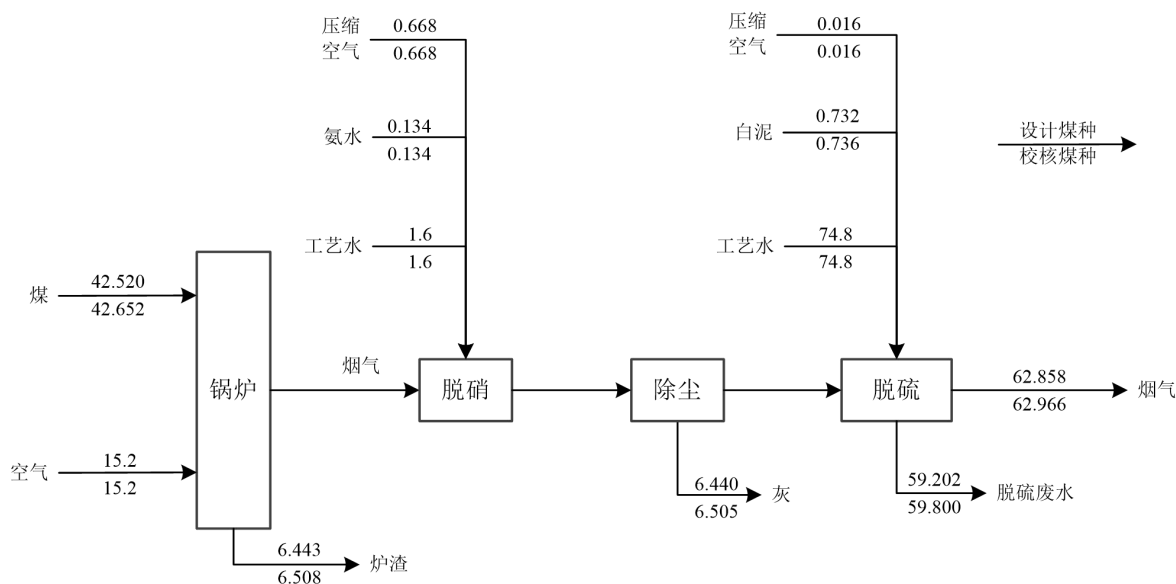 压缩
空气
0.668
0.668
压缩
空气
0.016
0.016
氨水
0.134
0.134
白泥
0.732
0.736
设计煤种
校核煤种
工艺水
1.6
1.6
工艺水
74.8
74.8
煤
42.520
42.652
锅炉
烟气
脱硝
除尘
脱硫
62.858
62.966
烟气
空气
15.2
15.2
6.440
6.505
灰
59.202
59.800
脱硫废水
6.443
6.508
炉渣